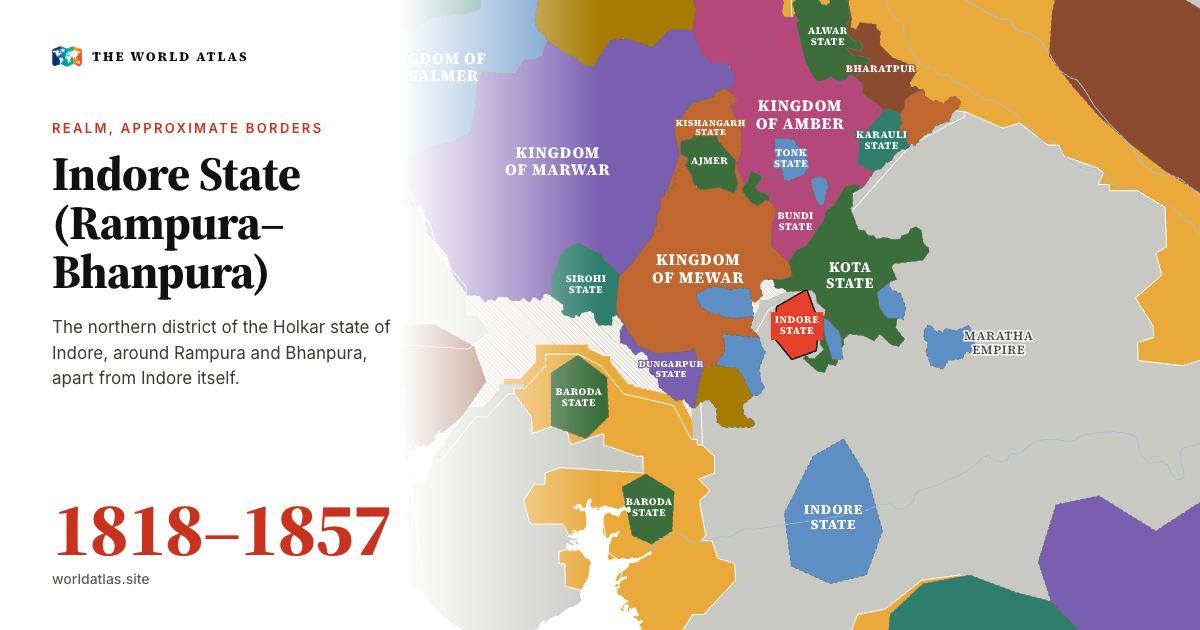 THE WORLD ATLAS
REALM, APPROXIMATE BORDERS
Indore State
(Rampura–
Bhanpura)
The northern district of the Holkar state of
Indore, around Rampura and Bhanpura,
apart from Indore itself.
1818–1857
worldatlas.site
GDOM OF
SALMER
ALWAR
STATE
BHARATPUR
KINGDOM
OF AMBER
KISHANGARH
STATE
KARAULI
STATE
KINGDOM
OF MARWAR
AJMER
TONK
STATE
BUNDI
STATE
KINGDOM
OF MEWAR
KOTA
STATE
SIROHI
STATE
INDORE
STATE
MARATHA
EMPIRE
DUNGARPUR
STATE
BARODA
STATE
BARODA
STATE
INDORE
STATE